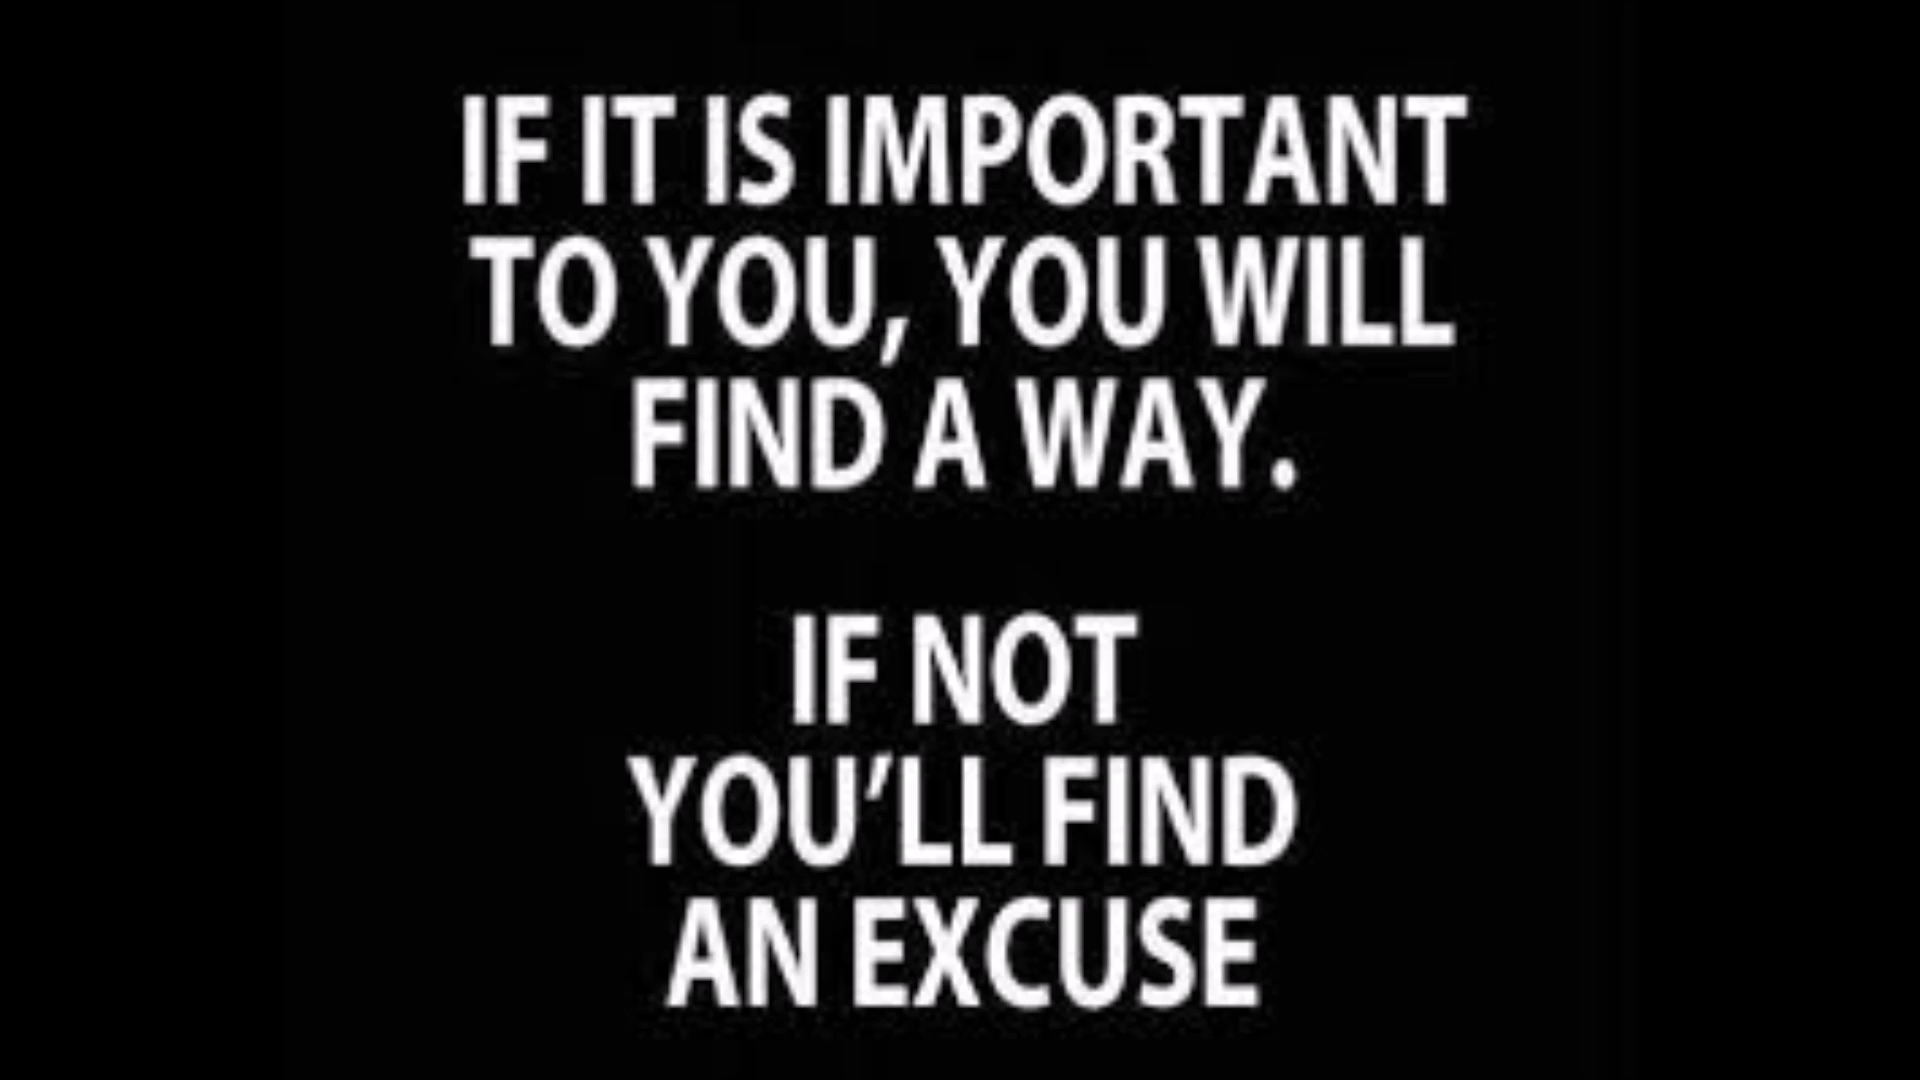 IF IT IS IMPORTANT
TO YOU, YOU WILL
FIND A WAY.
IF NOT
YOU’LL FIND
AN EXCUSE